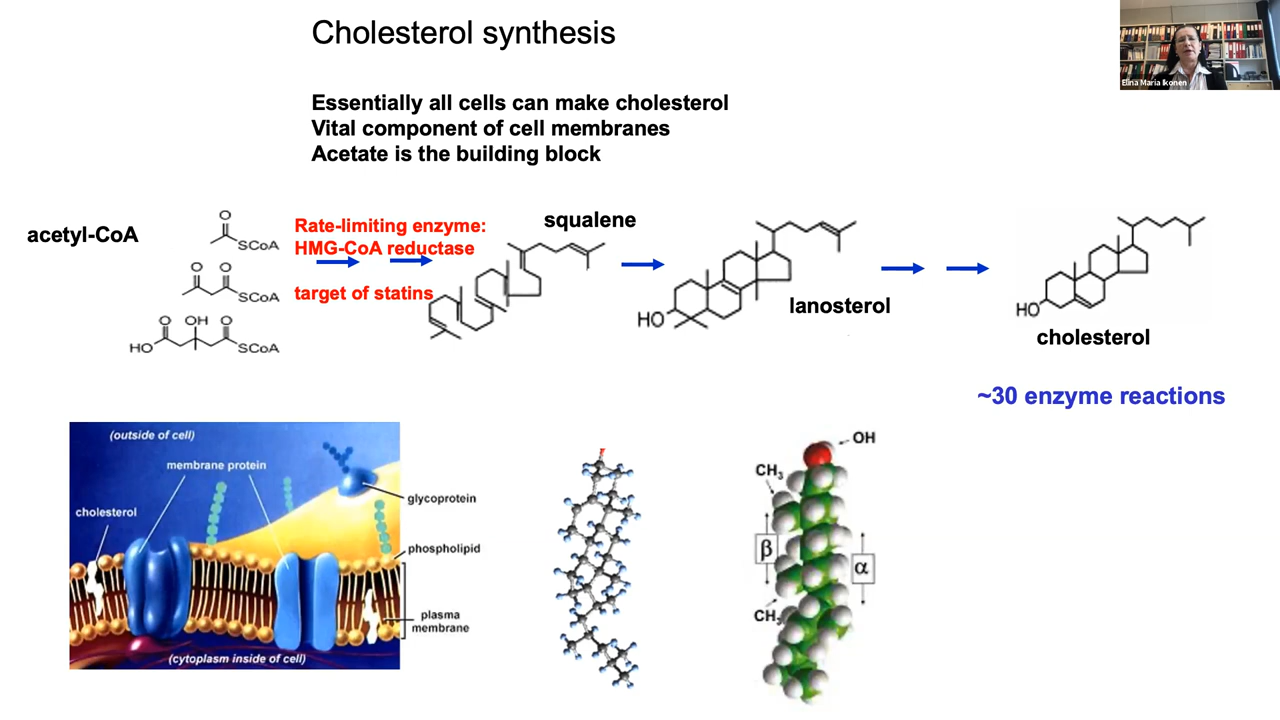 Cholesterol synthesis
Elina Maria Ikonen
Essentially all cells can make cholesterol
Vital component of cell membranes
Acetate is the building block
acetyl-CoA
O
SCoA
O O
SCoA
O OH O
HO SCoA
Rate-limiting enzyme:
HMG-CoA reductase
target of statins
squalene
HO
lanosterol
HO
cholesterol
~30 enzyme reactions
(outside of cell)
membrane protein
glycoprotein
cholesterol
phospholipid
plasma
membrane
(cytoplasm inside of cell)
OH
CH3
β
α
CH3